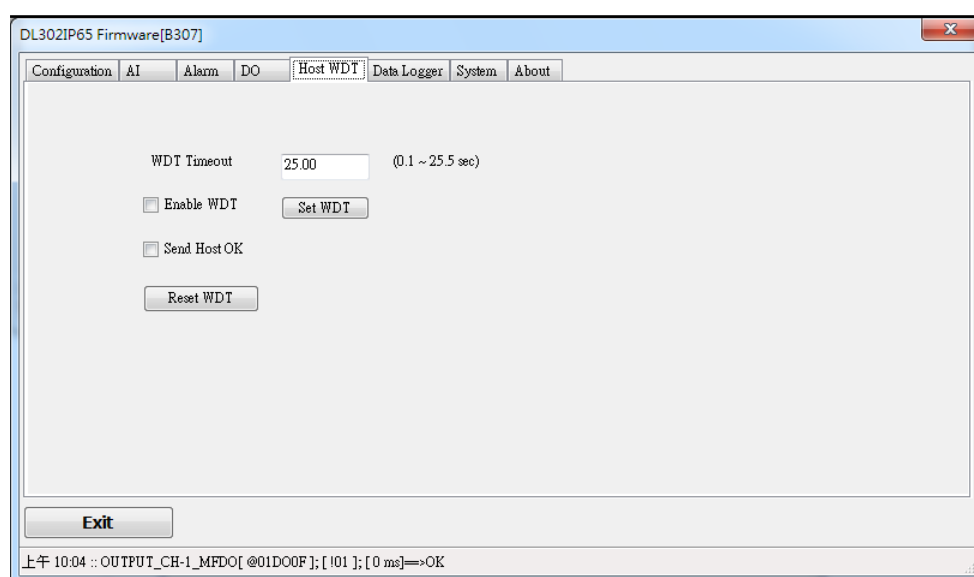 DL302IP65 Firmware[B307]
Configuration AI Alarm DO Host WDT Data Logger System About
WDT Timeout 25.00 (0.1 ~ 25.5 sec)
Enable WDT Set WDT
Send Host OK
Reset WDT
Exit
上午 10:04 :: OUTPUT_CH-1_MFDO[ @01DO0F ]; [ !01 ]; [ 0 ms]==>OK